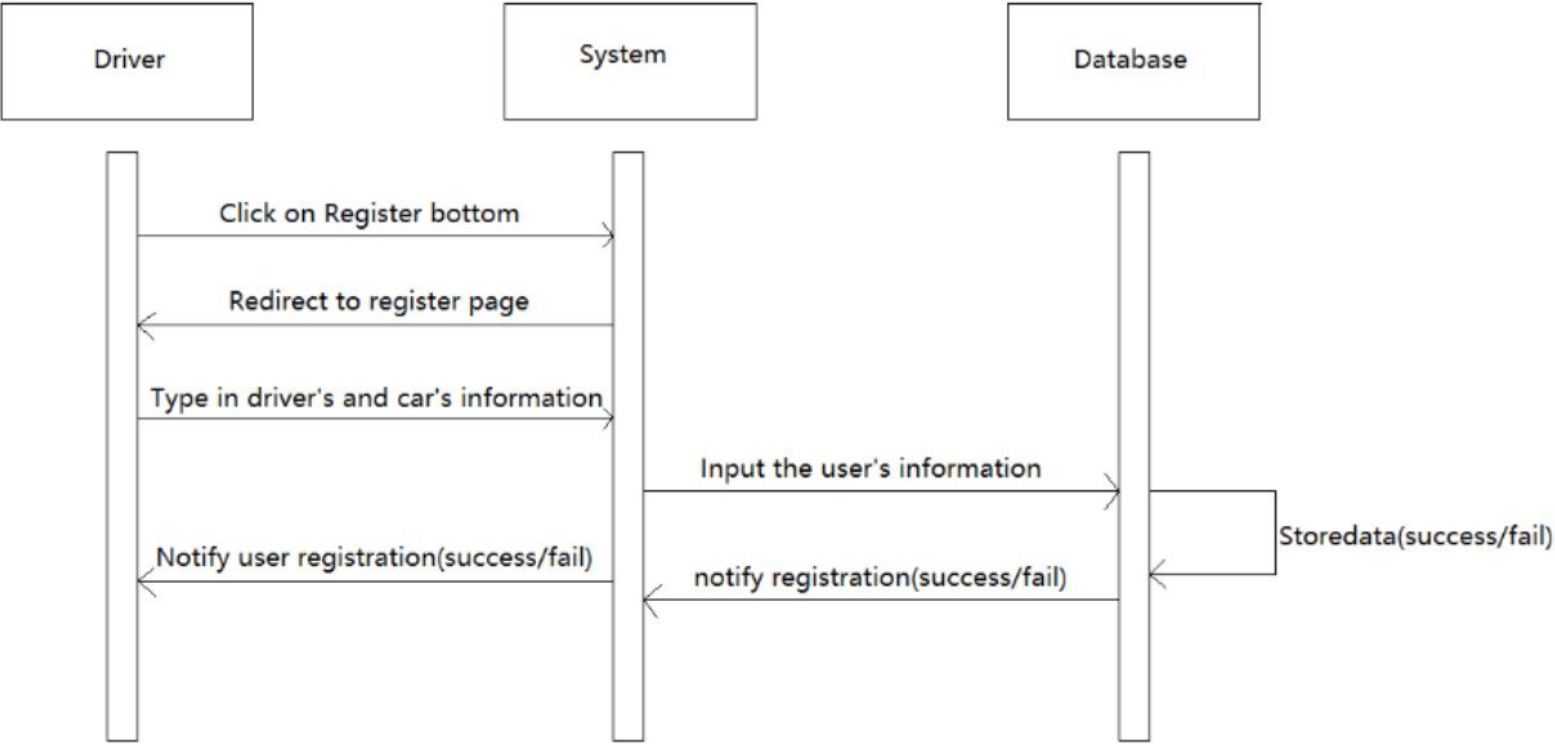 Driver
System
Database
Click on Register bottom
Redirect to register page
Type in driver's and car's information
Input the user's information
Storedata(success/fail)
Notify user registration(success/fail)
notify registration(success/fail)